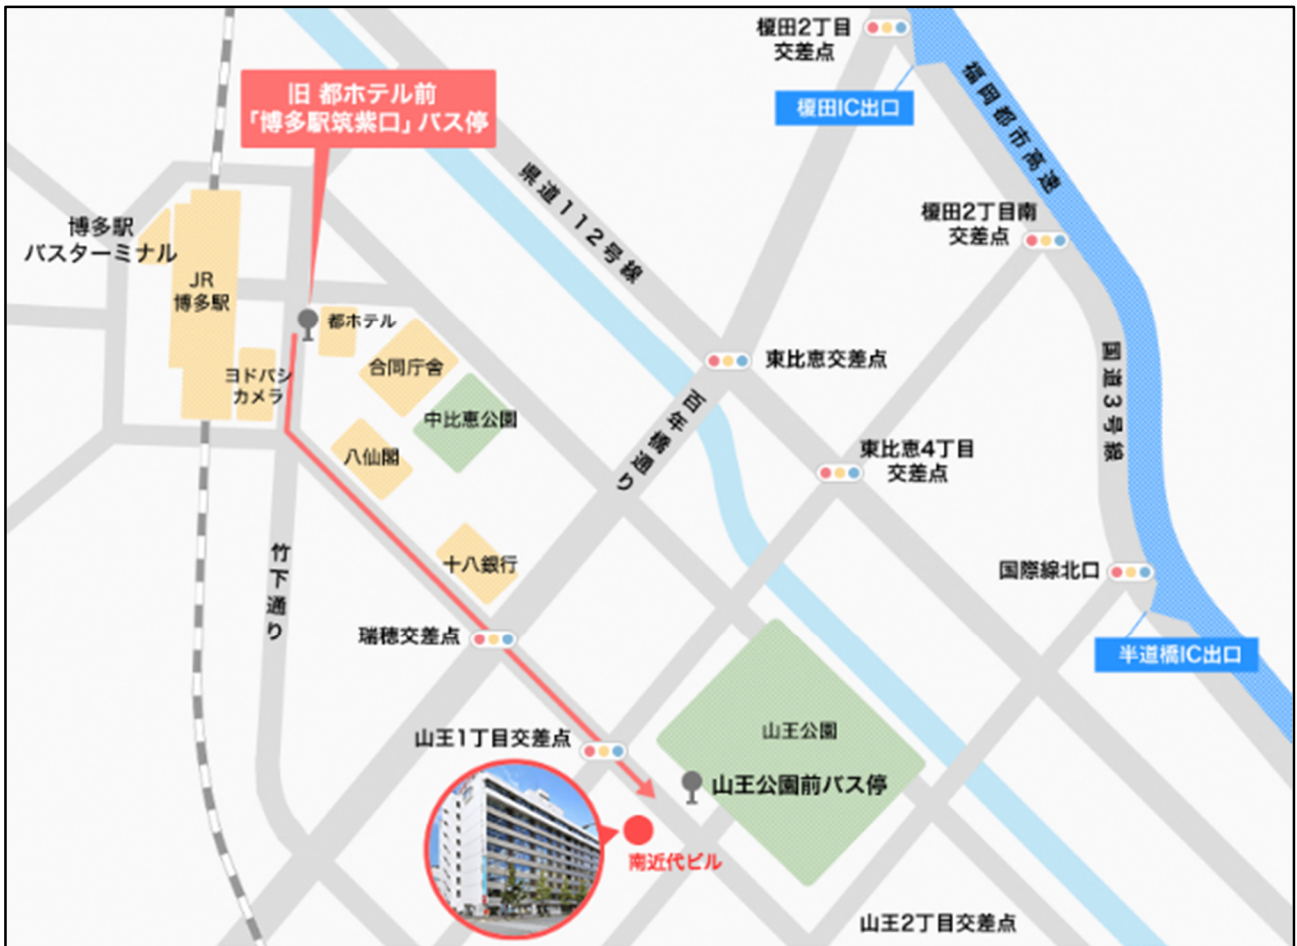 榎田2丁目
交差点
旧 都ホテル前
「博多駅筑紫口」バス停
榎田IC出口
福岡都市高速
県道112号線
榎田2丁目南
交差点
博多駅
バスターミナル
JR
博多駅
都ホテル
合同庁舎
ヨドバシ
カメラ
中比恵公園
東比恵交差点
国道3号線
百年橋通り
八仙閣
東比恵4丁目
交差点
十八銀行
竹下通り
国際線北口
瑞穂交差点
半道橋IC出口
山王1丁目交差点
山王公園
山王公園前バス停
南近代ビル
山王2丁目交差点